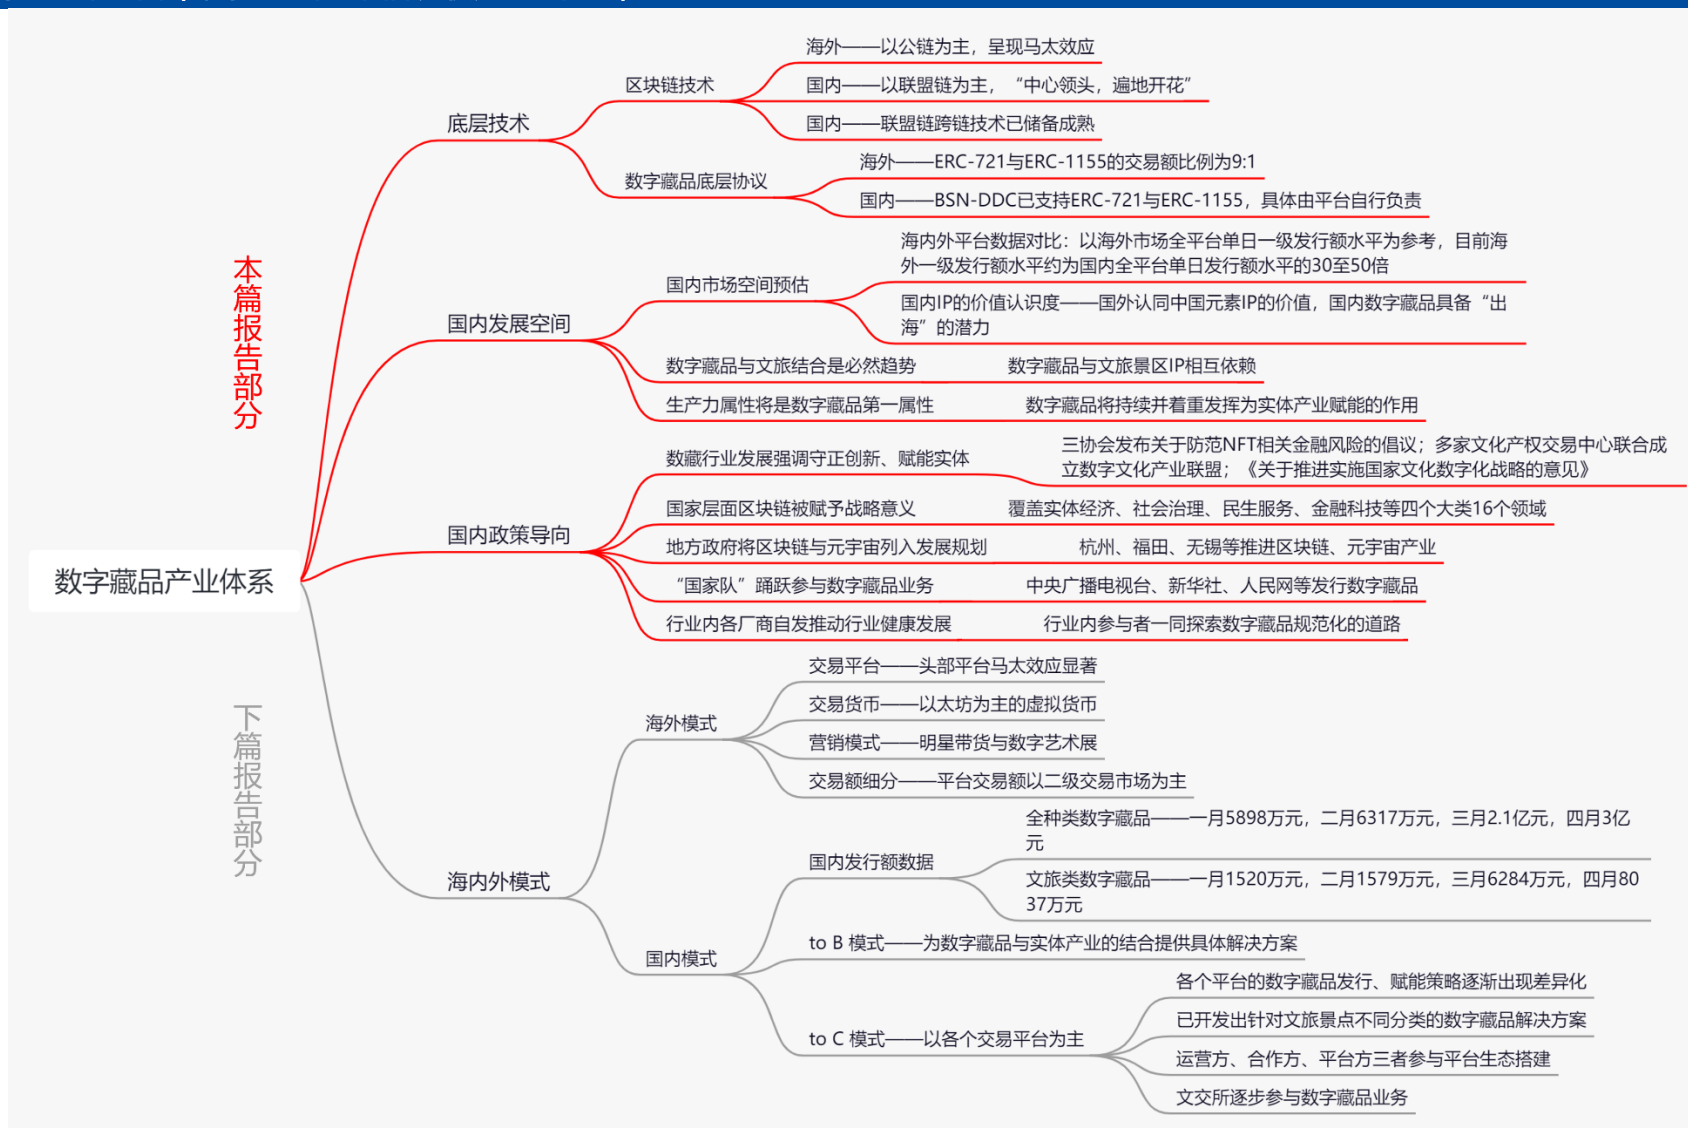 海外——以公链为主，呈现马太效应
区块链技术
国内——以联盟链为主，“中心领头，遍地开花”
底层技术
国内——联盟链跨链技术已储备成熟
海外——ERC-721与ERC-1155的交易额比例为9:1
数字藏品底层协议
国内——BSN-DDC已支持ERC-721与ERC-1155，具体由平台自行负责
本篇报告部分
海内外平台数据对比：以海外市场全平台单日一级发行额水平为参考，目前海
外一级发行额水平约为国内全平台单日发行额水平的30至50倍
国内市场空间预估
国内IP的价值认识度——国外认同中国元素IP的价值，国内数字藏品具备“出
海”的潜力
国内发展空间
数字藏品与文旅结合是必然趋势 数字藏品与文旅景区IP相互依赖
生产力属性将是数字藏品第一属性 数字藏品将持续并着重发挥为实体产业赋能的作用
三协会发布关于防范NFT相关金融风险的倡议；多家文化产权交易中心联合成
立数字文化产业联盟；《关于推进实施国家文化数字化战略的意见》
数藏行业发展强调守正创新、赋能实体
国家层面区块链被赋予战略意义 覆盖实体经济、社会治理、民生服务、金融科技等四个大类16个领域
国内政策导向
地方政府将区块链与元宇宙列入发展规划 杭州、福田、无锡等推进区块链、元宇宙产业
数字藏品产业体系
“国家队”踊跃参与数字藏品业务 中央广播电视台、新华社、人民网等发行数字藏品
行业内各厂商自发推动行业健康发展 行业内参与者一同探索数字藏品规范化的道路
下篇报告部分
交易平台——头部平台马太效应显著
交易货币——以太坊为主的虚拟货币
海外模式
营销模式——明星带货与数字艺术展
交易额细分——平台交易额以二级交易市场为主
全种类数字藏品——一月5898万元，二月6317万元，三月2.1亿元，四月3亿
元
国内发行额数据
文旅类数字藏品——一月1520万元，二月1579万元，三月6284万元，四月80
37万元
海内外模式
to B 模式——为数字藏品与实体产业的结合提供具体解决方案
国内模式
各个平台的数字藏品发行、赋能策略逐渐出现差异化
已开发出针对文旅景点不同分类的数字藏品解决方案
to C 模式——以各个交易平台为主
运营方、合作方、平台方三者参与平台生态搭建
文交所逐步参与数字藏品业务